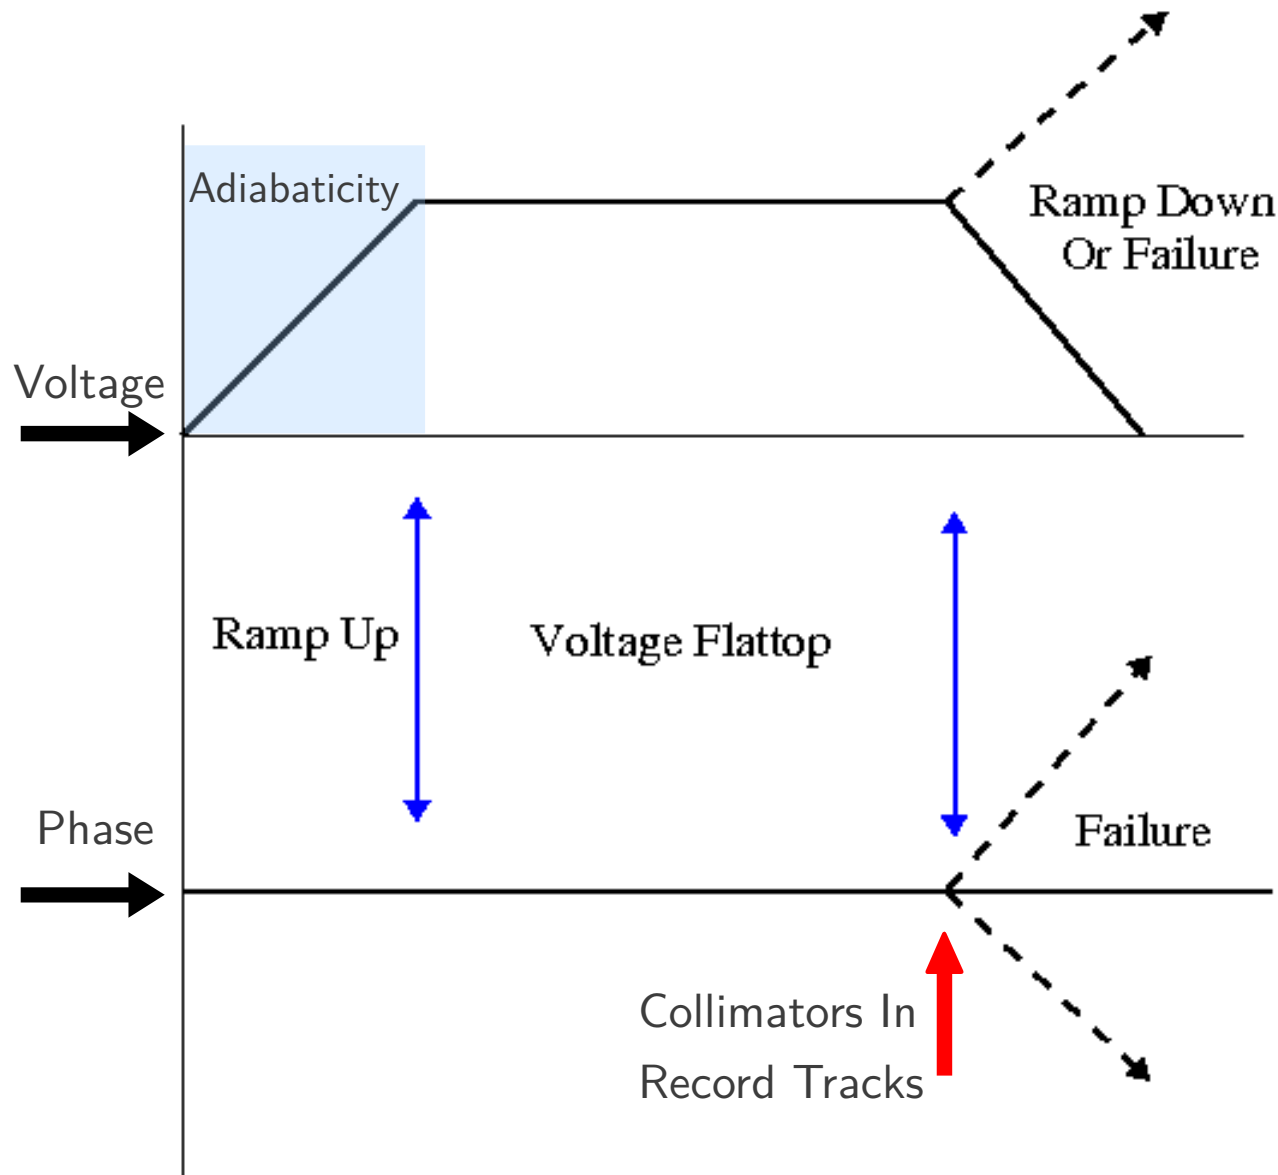 Adiabaticity
Ramp Down
Or Failure
Voltage
Ramp Up
Voltage Flattop
Phase
Failure
Collimators In
Record Tracks